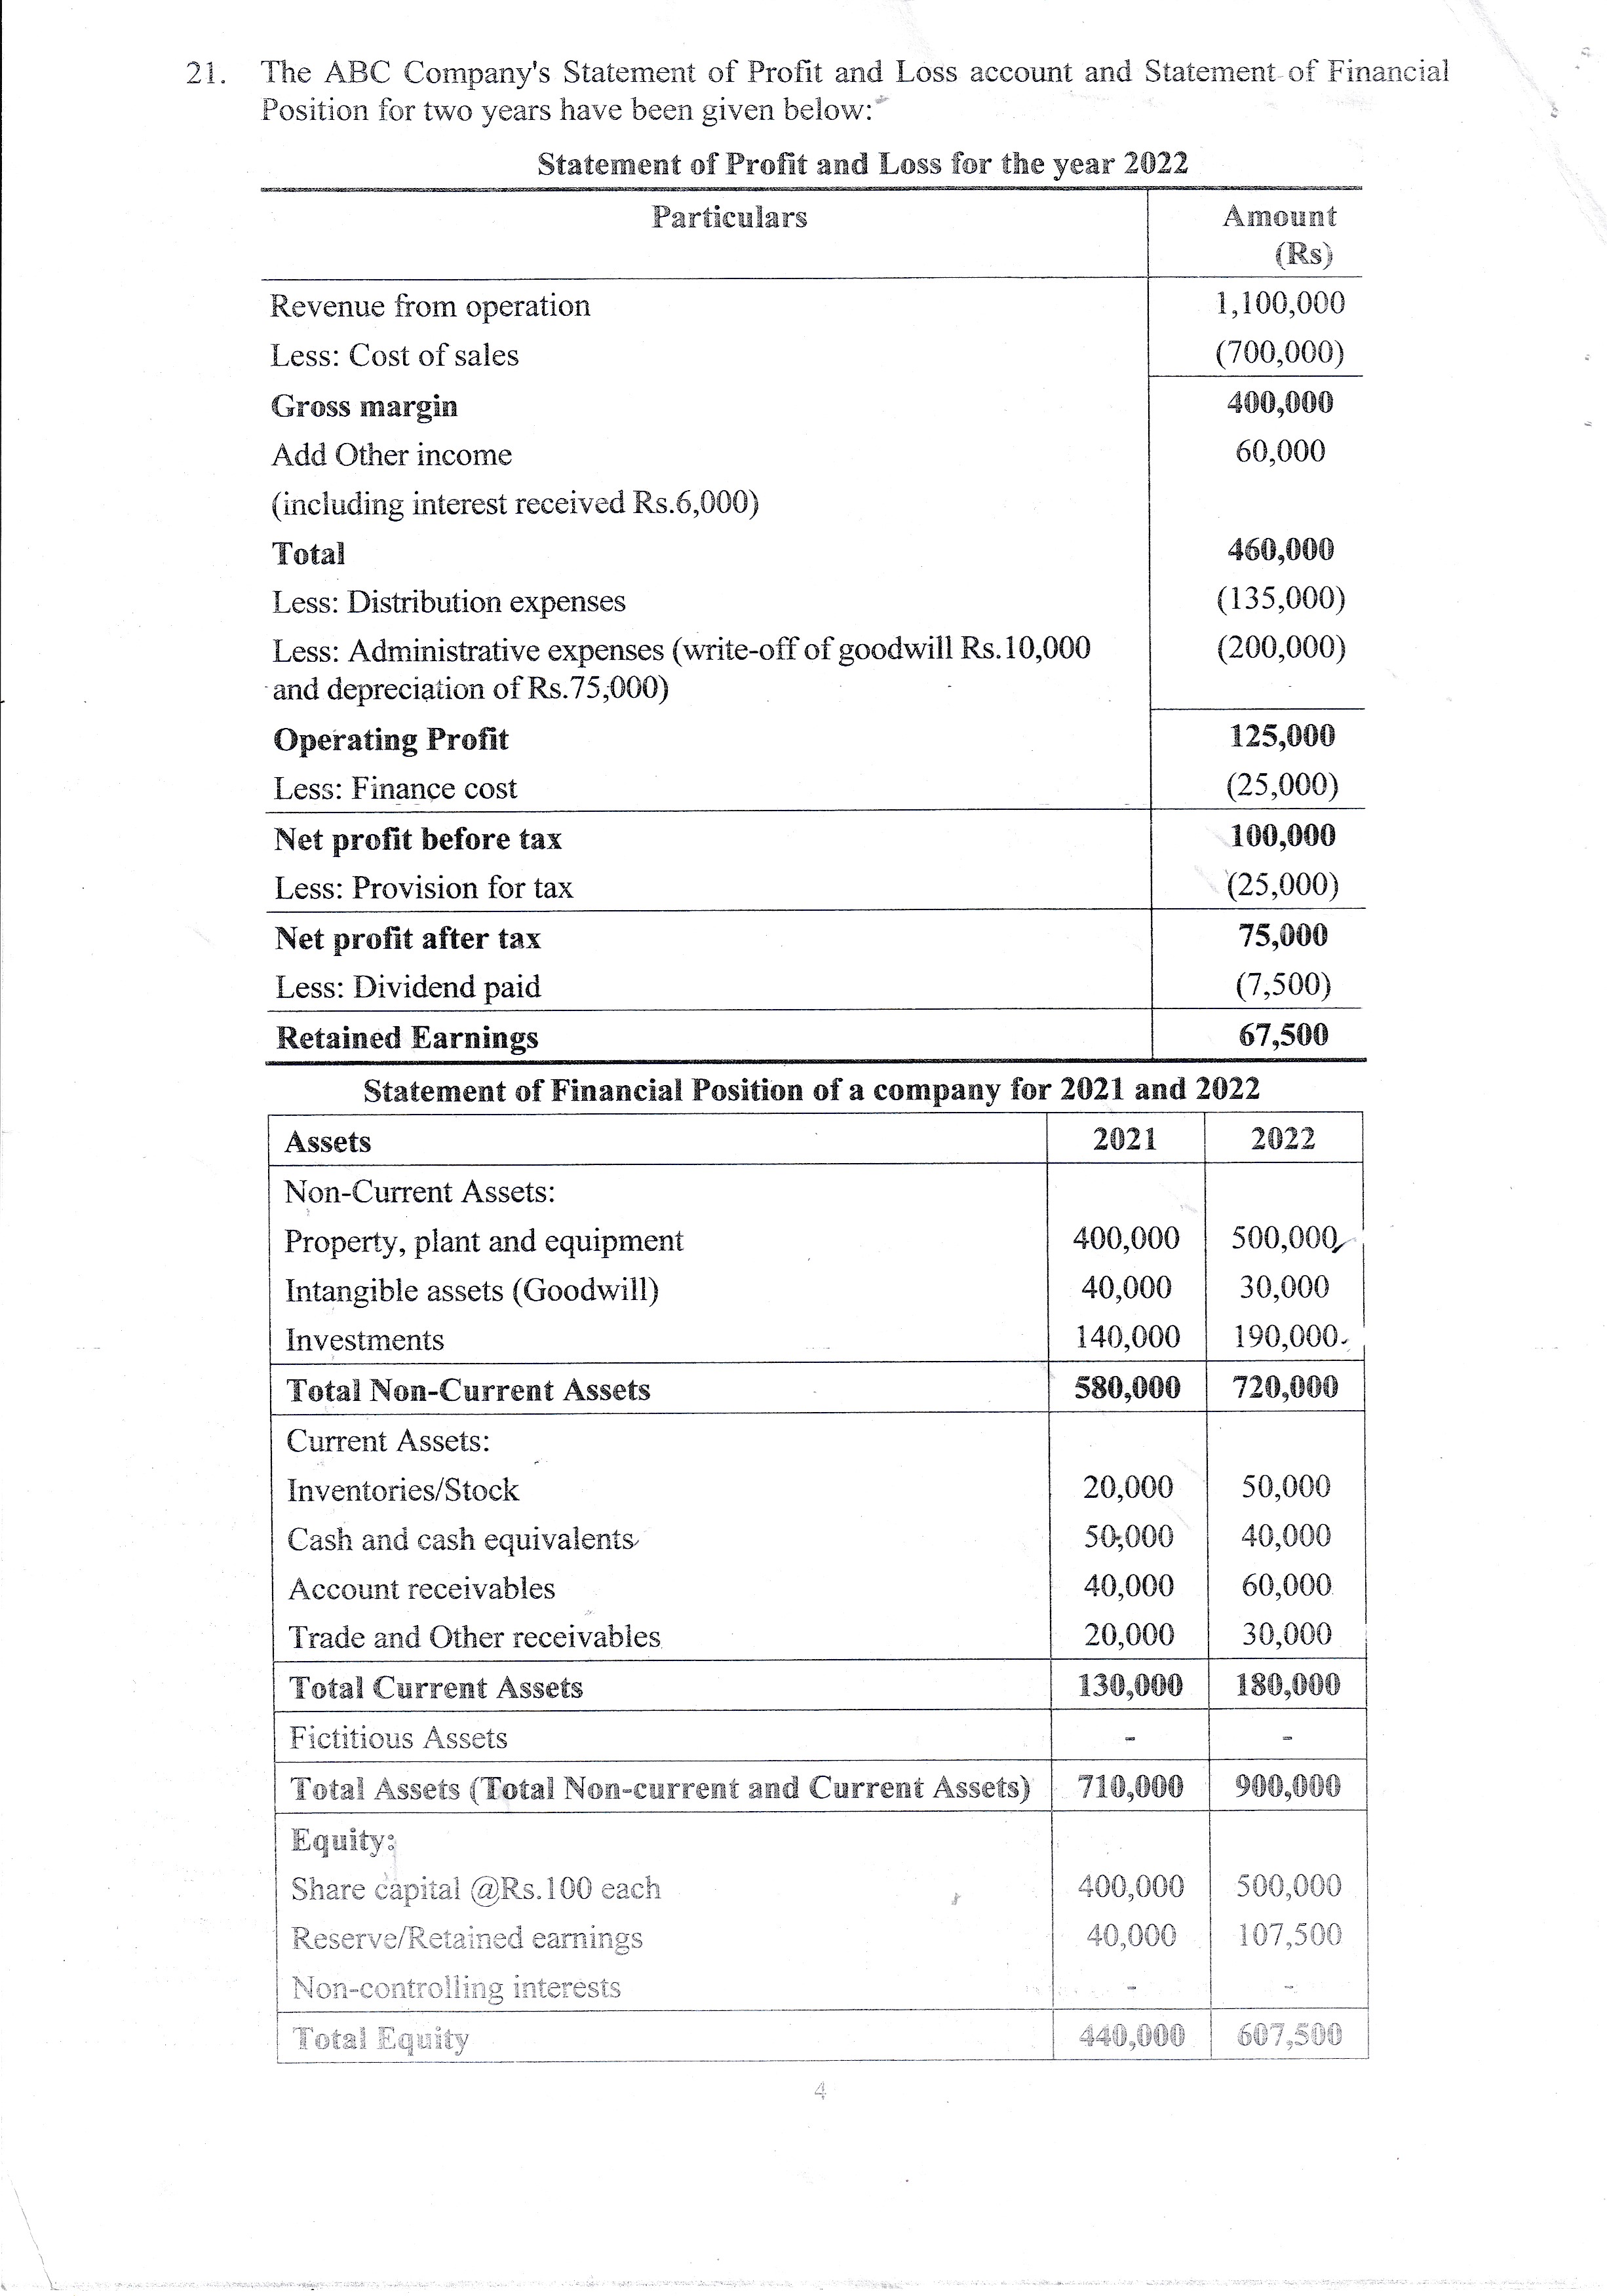 21. The ABC Company's Statement of Profit and Loss account and Statement of Financial
Position for two years have been given below:
Statement of Profit and Loss for the year 2022
Particulars Amount
(Rs)
Revenue from operation 1,100,000
Less: Cost of sales (700,000)
Gross margin 400,000
Add Other income 60,000
(including interest received Rs.6,000)
Total 460,000
Less: Distribution expenses (135,000)
Less: Administrative expenses (write-off of goodwill Rs.10,000 (200,000)
and depreciation of Rs.75,000)
Operating Profit 125,000
Less: Finance cost (25,000)
Net profit before tax 100,000
Less: Provision for tax (25,000)
Net profit after tax 75,000
Less: Dividend paid (7,500)
Retained Earnings 67,500
Statement of Financial Position of a company for 2021 and 2022
Assets 2021 2022
Non-Current Assets:
Property, plant and equipment 400,000 500,000
Intangible assets (Goodwill) 40,000 30,000
Investments 140,000 190,000
Total Non-Current Assets 580,000 720,000
Current Assets:
Inventories/Stock 20,000 50,000
Cash and cash equivalents 50,000 40,000
Account receivables 40,000 60,000
Trade and Other receivables 20,000 30,000
Total Current Assets 130,000 180,000
Fictitious Assets - -
Total Assets (Total Non-current and Current Assets) 710,000 900,000
Equity:
Share capital @Rs.100 each 400,000 500,000
Reserve/Retained earnings 40,000 107,500
Non-controlling interests - -
Total Equity 440,000 607,500
4